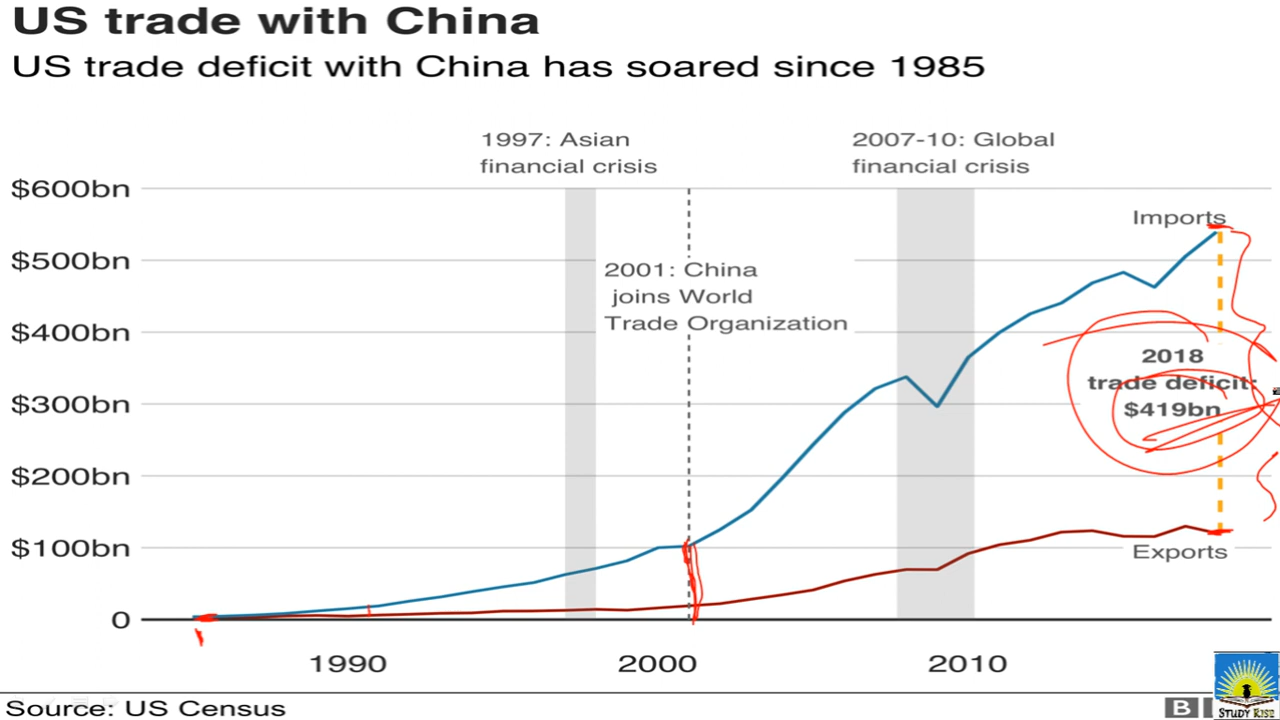 US trade with China
US trade deficit with China has soared since 1985
1997: Asian
financial crisis
2007-10: Global
financial crisis
$600bn
Imports
$500bn
2001: China
joins World
Trade Organization
$400bn
2018
trade deficit:
$419bn
$300bn
$200bn
$100bn
Exports
0
1990
2000
2010
Source: US Census
B
STUDY RISE